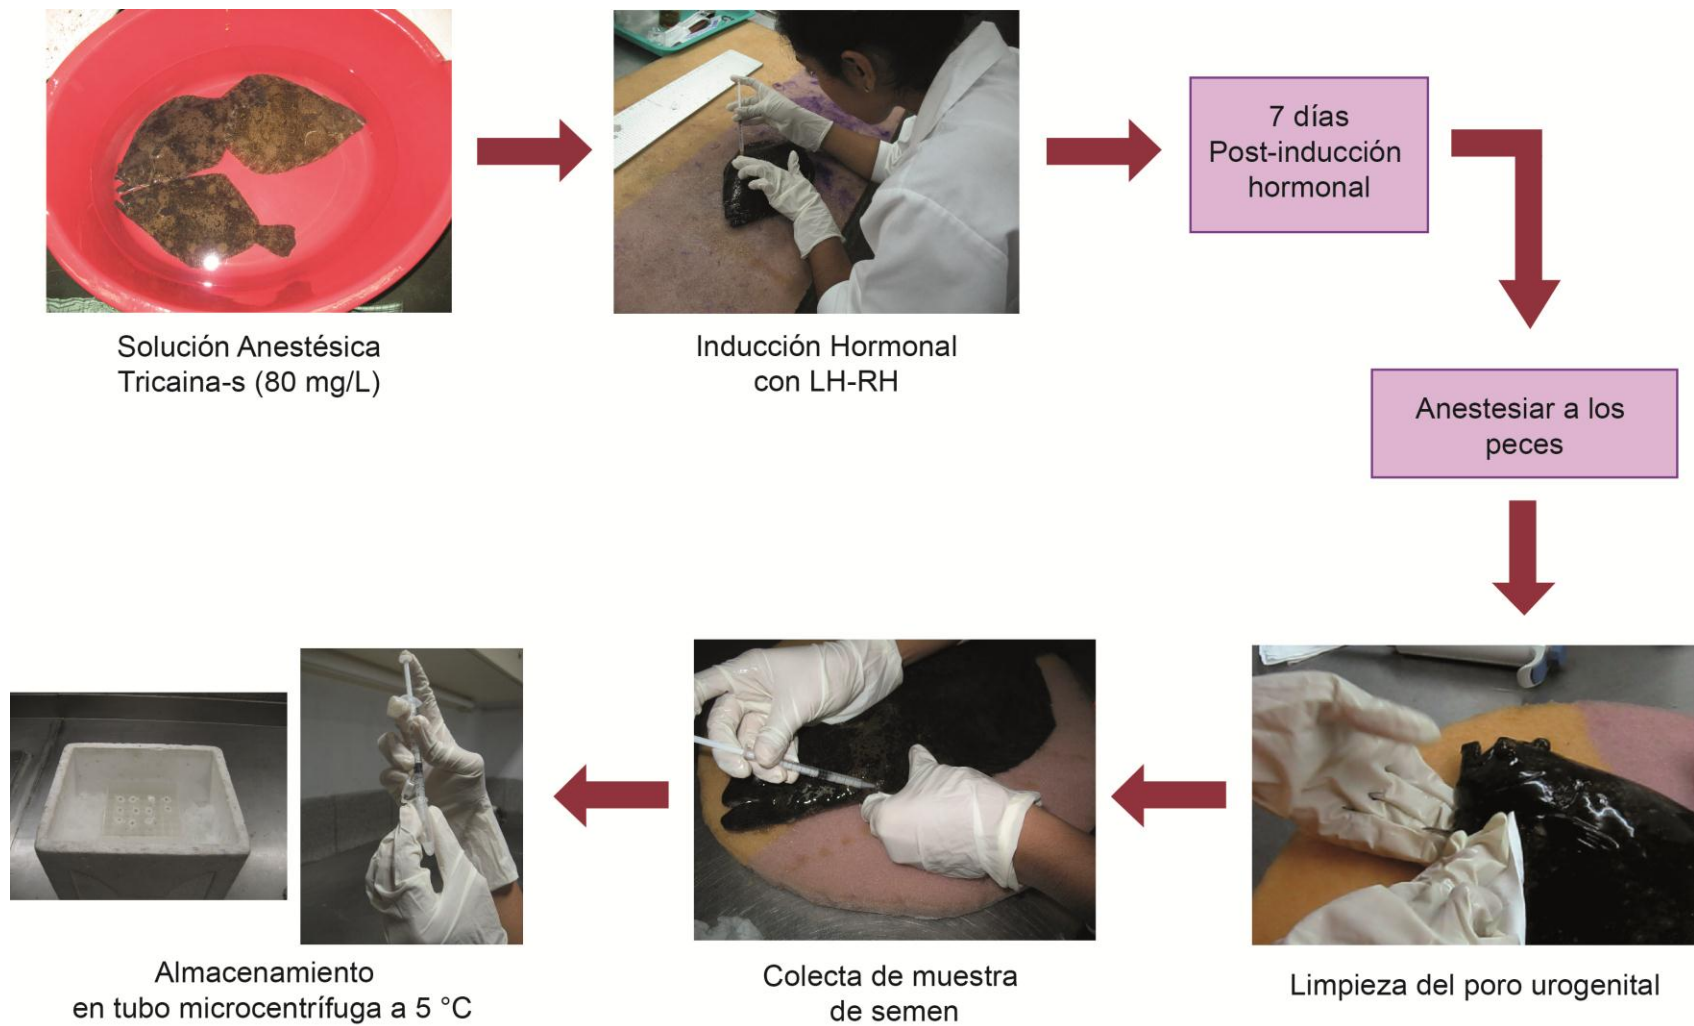 Solución Anestésica
Tricaina-s (80 mg/L)
Inducción Hormonal
con LH-RH
7 días
Post-inducción
hormonal
Anestesiar a los
peces
Limpieza del poro urogenital
Colecta de muestra
de semen
Almacenamiento
en tubo microcentrífuga a 5 °C